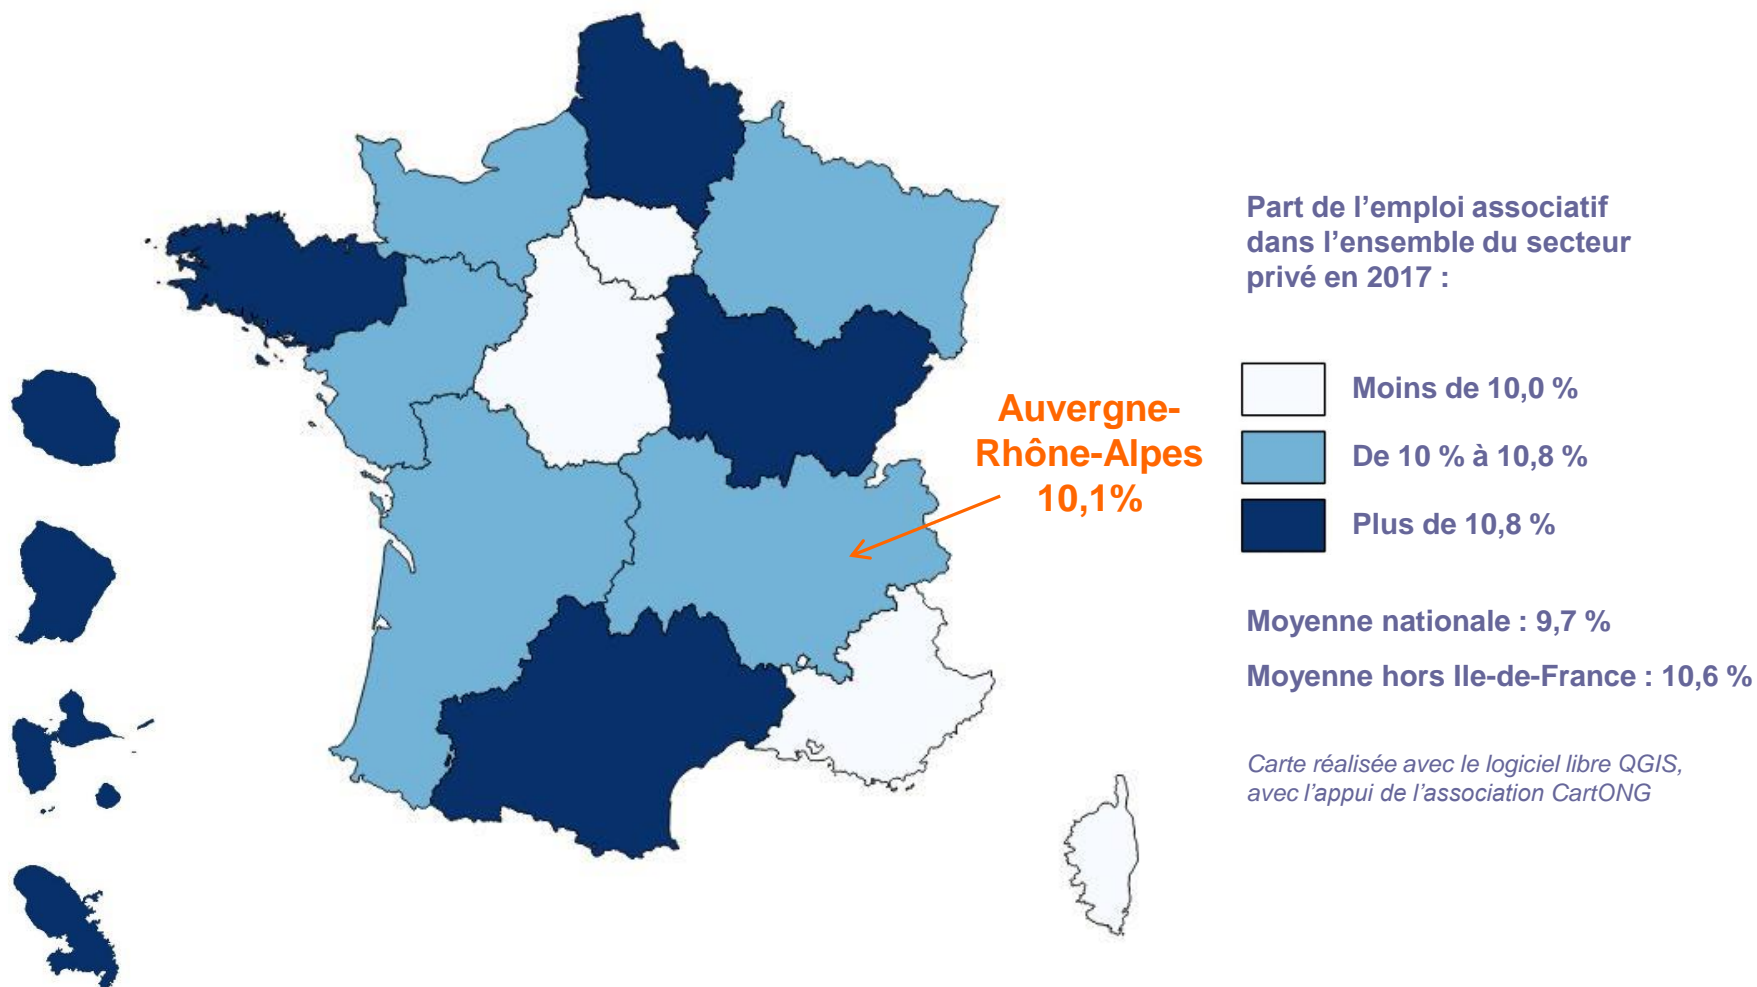 Auvergne-
Rhône-Alpes
10,1%
Part de l’emploi associatif
dans l’ensemble du secteur
privé en 2017 :
Moins de 10,0 %
De 10 % à 10,8 %
Plus de 10,8 %
Moyenne nationale : 9,7 %
Moyenne hors Ile-de-France : 10,6 %
Carte réalisée avec le logiciel libre QGIS,
avec l’appui de l’association CartONG